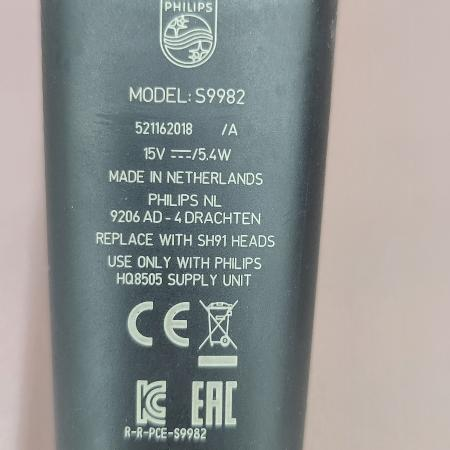 PHILIPS
MODEL: S9982
521162018 /A
15V ⎓/5.4W
MADE IN NETHERLANDS
PHILIPS NL
9206 AD - 4 DRACHTEN
REPLACE WITH SH91 HEADS
USE ONLY WITH PHILIPS
HQ8505 SUPPLY UNIT
CE
KC EAC
R-R-PCE-S9982